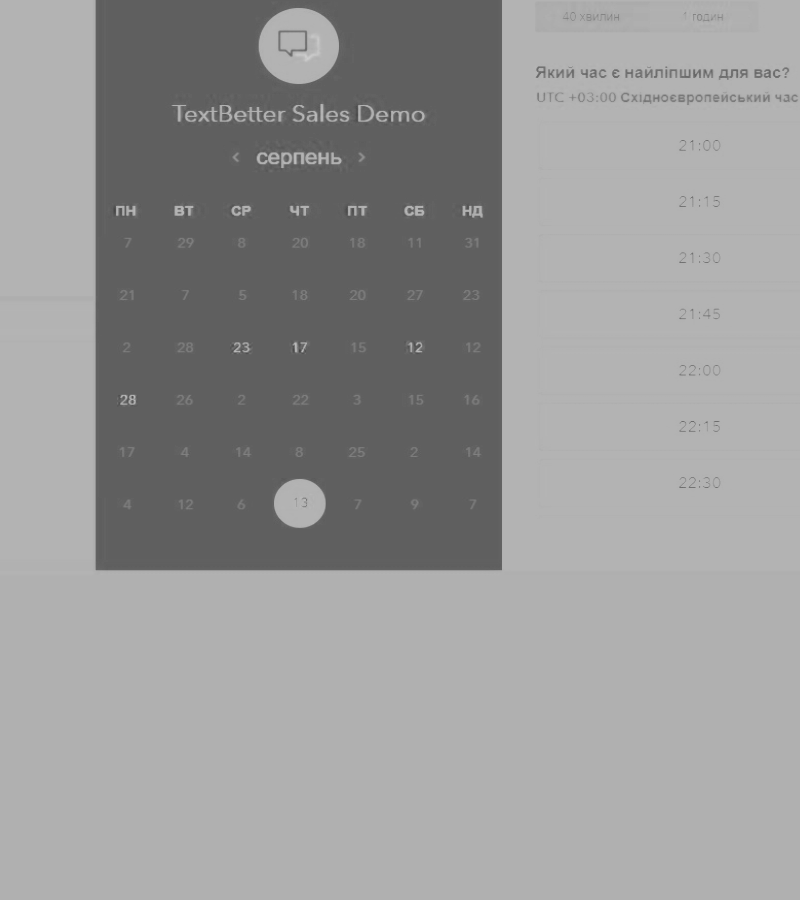 TextBetter Sales Demo
‹ серпень ›
ПН ВТ СР ЧТ ПТ СБ НД
7 29 8 20 18 11 31
21 7 5 18 20 27 23
2 28 23 17 15 12 12
28 26 2 22 3 15 16
17 4 14 8 25 2 14
4 12 6 13 7 9 7
40 хвилин 1 годин
Який час є найліпшим для вас?
UTC +03:00 Східноєвропейський час
21:00
21:15
21:30
21:45
22:00
22:15
22:30